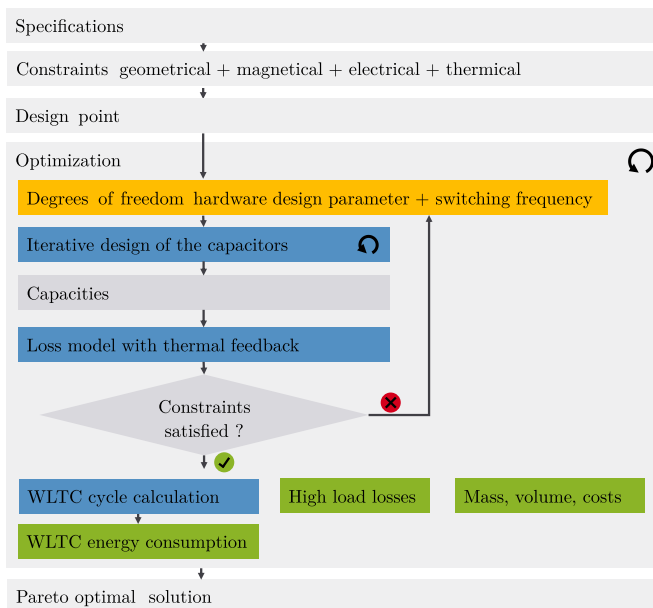 Specifications
Constraints geometrical + magnetical + electrical + thermical
Design point
Optimization
Degrees of freedom hardware design parameter + switching frequency
Iterative design of the capacitors
Capacities
Loss model with thermal feedback
Constraints
satisfied ?
WLTC cycle calculation
High load losses
Mass, volume, costs
WLTC energy consumption
Pareto optimal solution